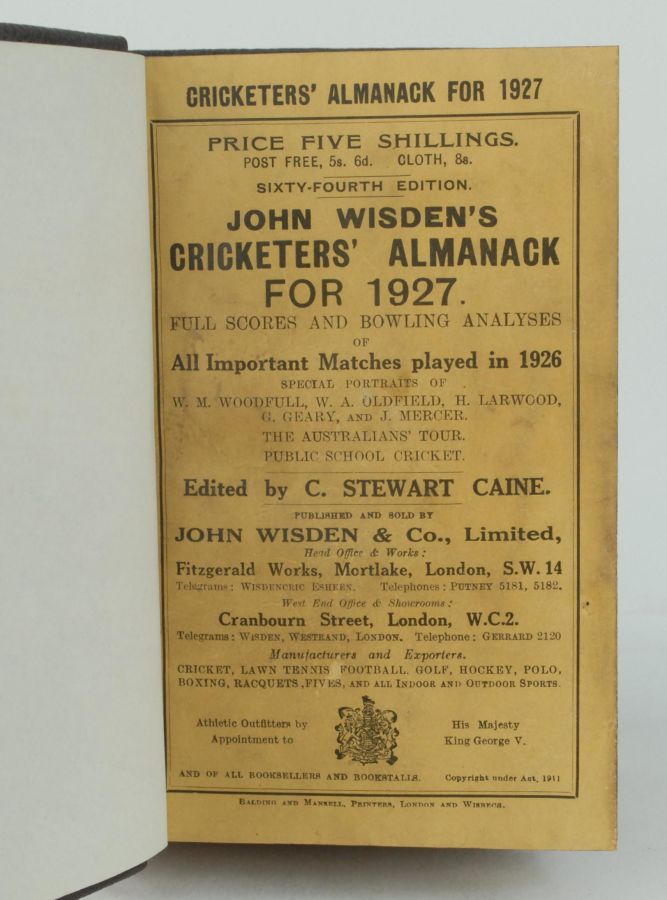 CRICKETERS' ALMANACK FOR 1927
PRICE FIVE SHILLINGS.
POST FREE, 5s. 6d. CLOTH, 8s.
SIXTY-FOURTH EDITION.
JOHN WISDEN'S
CRICKETERS' ALMANACK
FOR 1927.
FULL SCORES AND BOWLING ANALYSES
OF
All Important Matches played in 1926
SPECIAL PORTRAITS OF
W. M. WOODFULL, W. A. OLDFIELD, H. LARWOOD,
G. GEARY, AND J. MERCER.
THE AUSTRALIANS' TOUR.
PUBLIC SCHOOL CRICKET.
Edited by C. STEWART CAINE.
PUBLISHED AND SOLD BY
JOHN WISDEN & Co., Limited,
Head Office & Works:
Fitzgerald Works, Mortlake, London, S.W. 14
Telegrams: WISDENCRIC ESHEEN. Telephones: PUTNEY 5181, 5182.
West End Office & Showrooms:
Cranbourn Street, London, W.C.2.
Telegrams: WISDEN, WESTRAND, LONDON. Telephone: GERRARD 2120
Manufacturers and Exporters.
CRICKET, LAWN TENNIS FOOTBALL, GOLF, HOCKEY, POLO,
BOXING, RACQUETS, FIVES, AND ALL INDOOR AND OUTDOOR SPORTS.
Athletic Outfitters by His Majesty
Appointment to King George V.
AND OF ALL BOOKSELLERS AND BOOKSTALLS. Copyright under Act, 1911
BALDING AND MANSELL, PRINTERS, LONDON AND WISBECH.